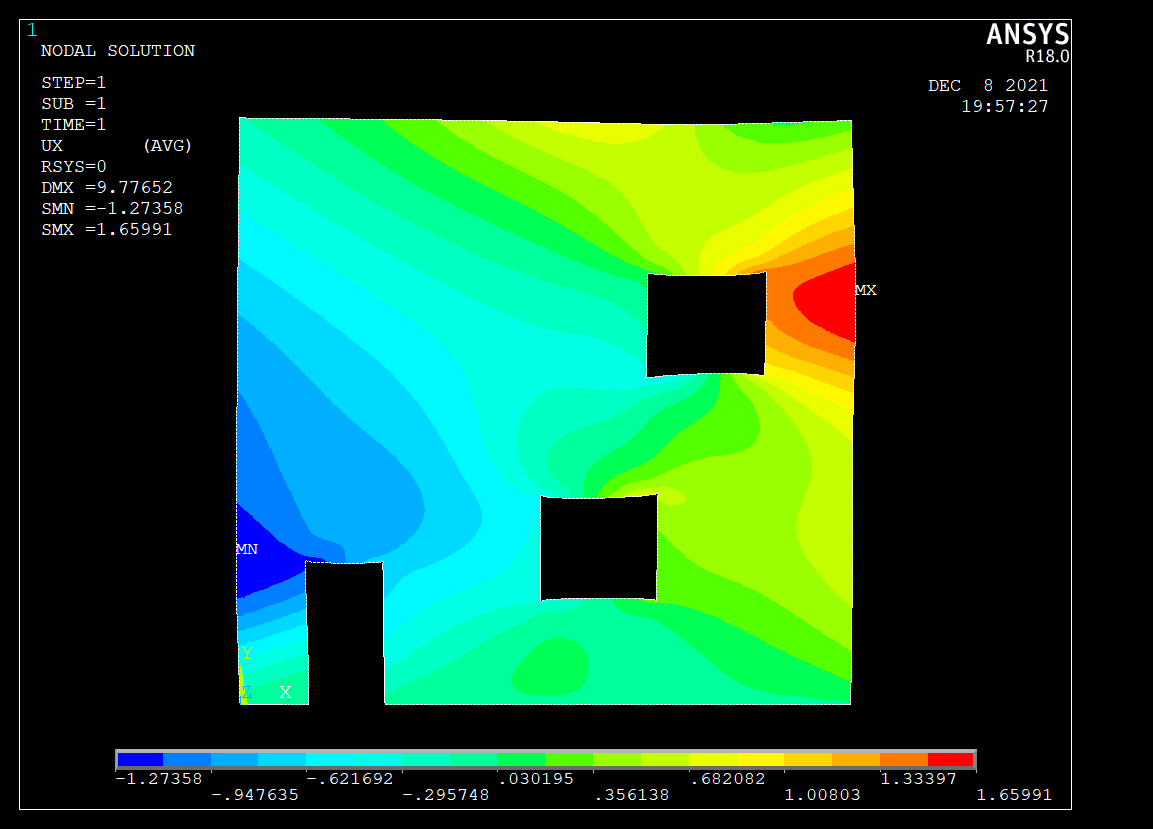 1
ANSYS
R18.0
NODAL SOLUTION
DEC 8 2021
19:57:27
STEP=1
SUB =1
TIME=1
UX (AVG)
RSYS=0
DMX =9.77652
SMN =-1.27358
SMX =1.65991
MX
MN
Y
Z X
-1.27358 -.621692 .030195 .682082 1.33397
-.947635 -.295748 .356138 1.00803 1.65991